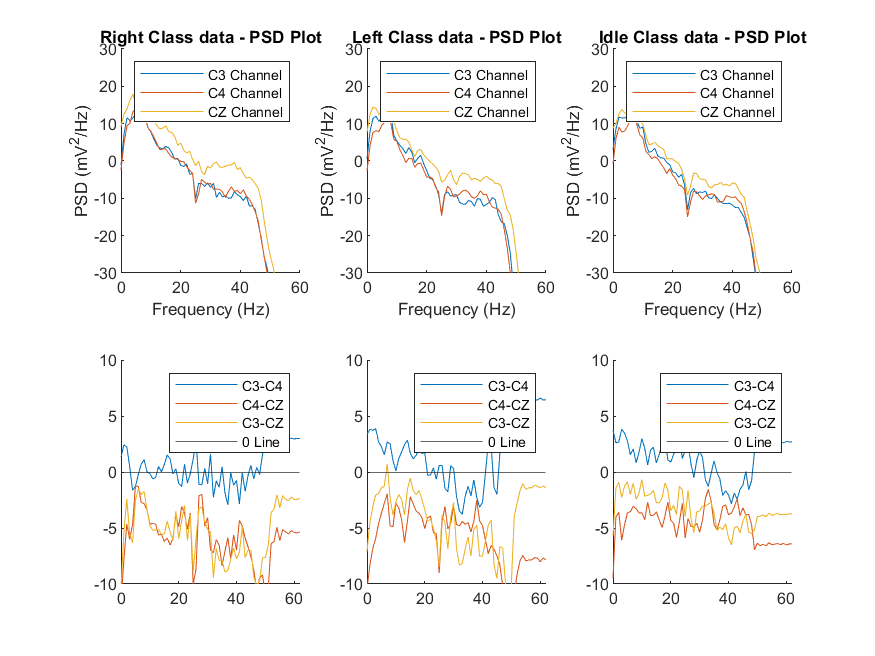 Right Class data - PSD Plot
Left Class data - PSD Plot
Idle Class data - PSD Plot
30
20
10
0
-10
-20
-30
PSD (mV2/Hz)
C3 Channel
C4 Channel
CZ Channel
0 20 40 60
Frequency (Hz)
30
20
10
0
-10
-20
-30
PSD (mV2/Hz)
C3 Channel
C4 Channel
CZ Channel
0 20 40 60
Frequency (Hz)
30
20
10
0
-10
-20
-30
PSD (mV2/Hz)
C3 Channel
C4 Channel
CZ Channel
0 20 40 60
Frequency (Hz)
10
5
0
-5
-10
C3-C4
C4-CZ
C3-CZ
0 Line
0 20 40 60
10
5
0
-5
-10
C3-C4
C4-CZ
C3-CZ
0 Line
0 20 40 60
10
5
0
-5
-10
C3-C4
C4-CZ
C3-CZ
0 Line
0 20 40 60